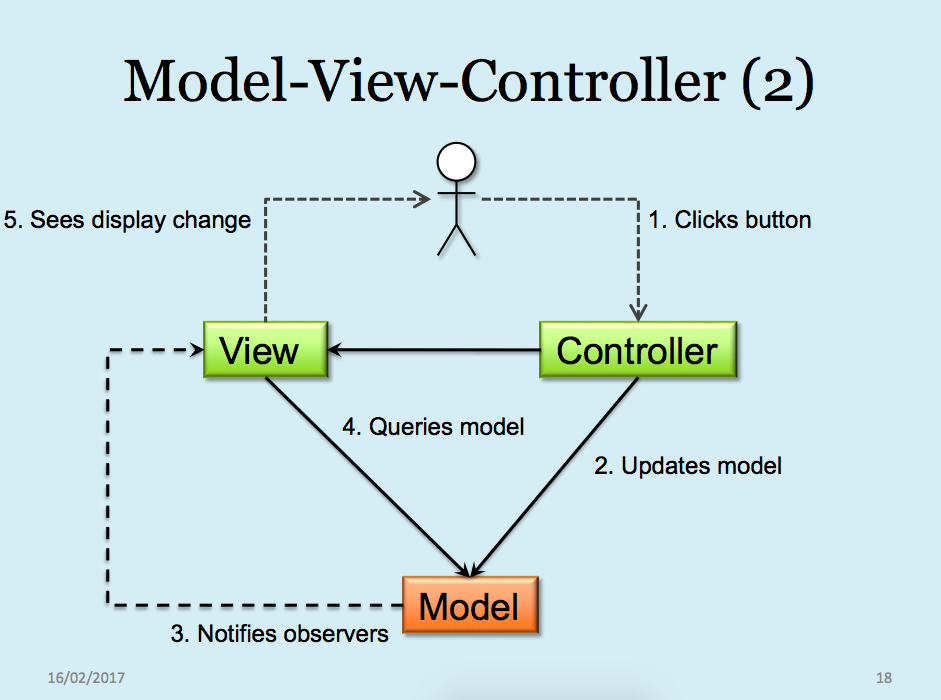 Model-View-Controller (2)
5. Sees display change
1. Clicks button
View
Controller
4. Queries model
2. Updates model
Model
3. Notifies observers
16/02/2017
18